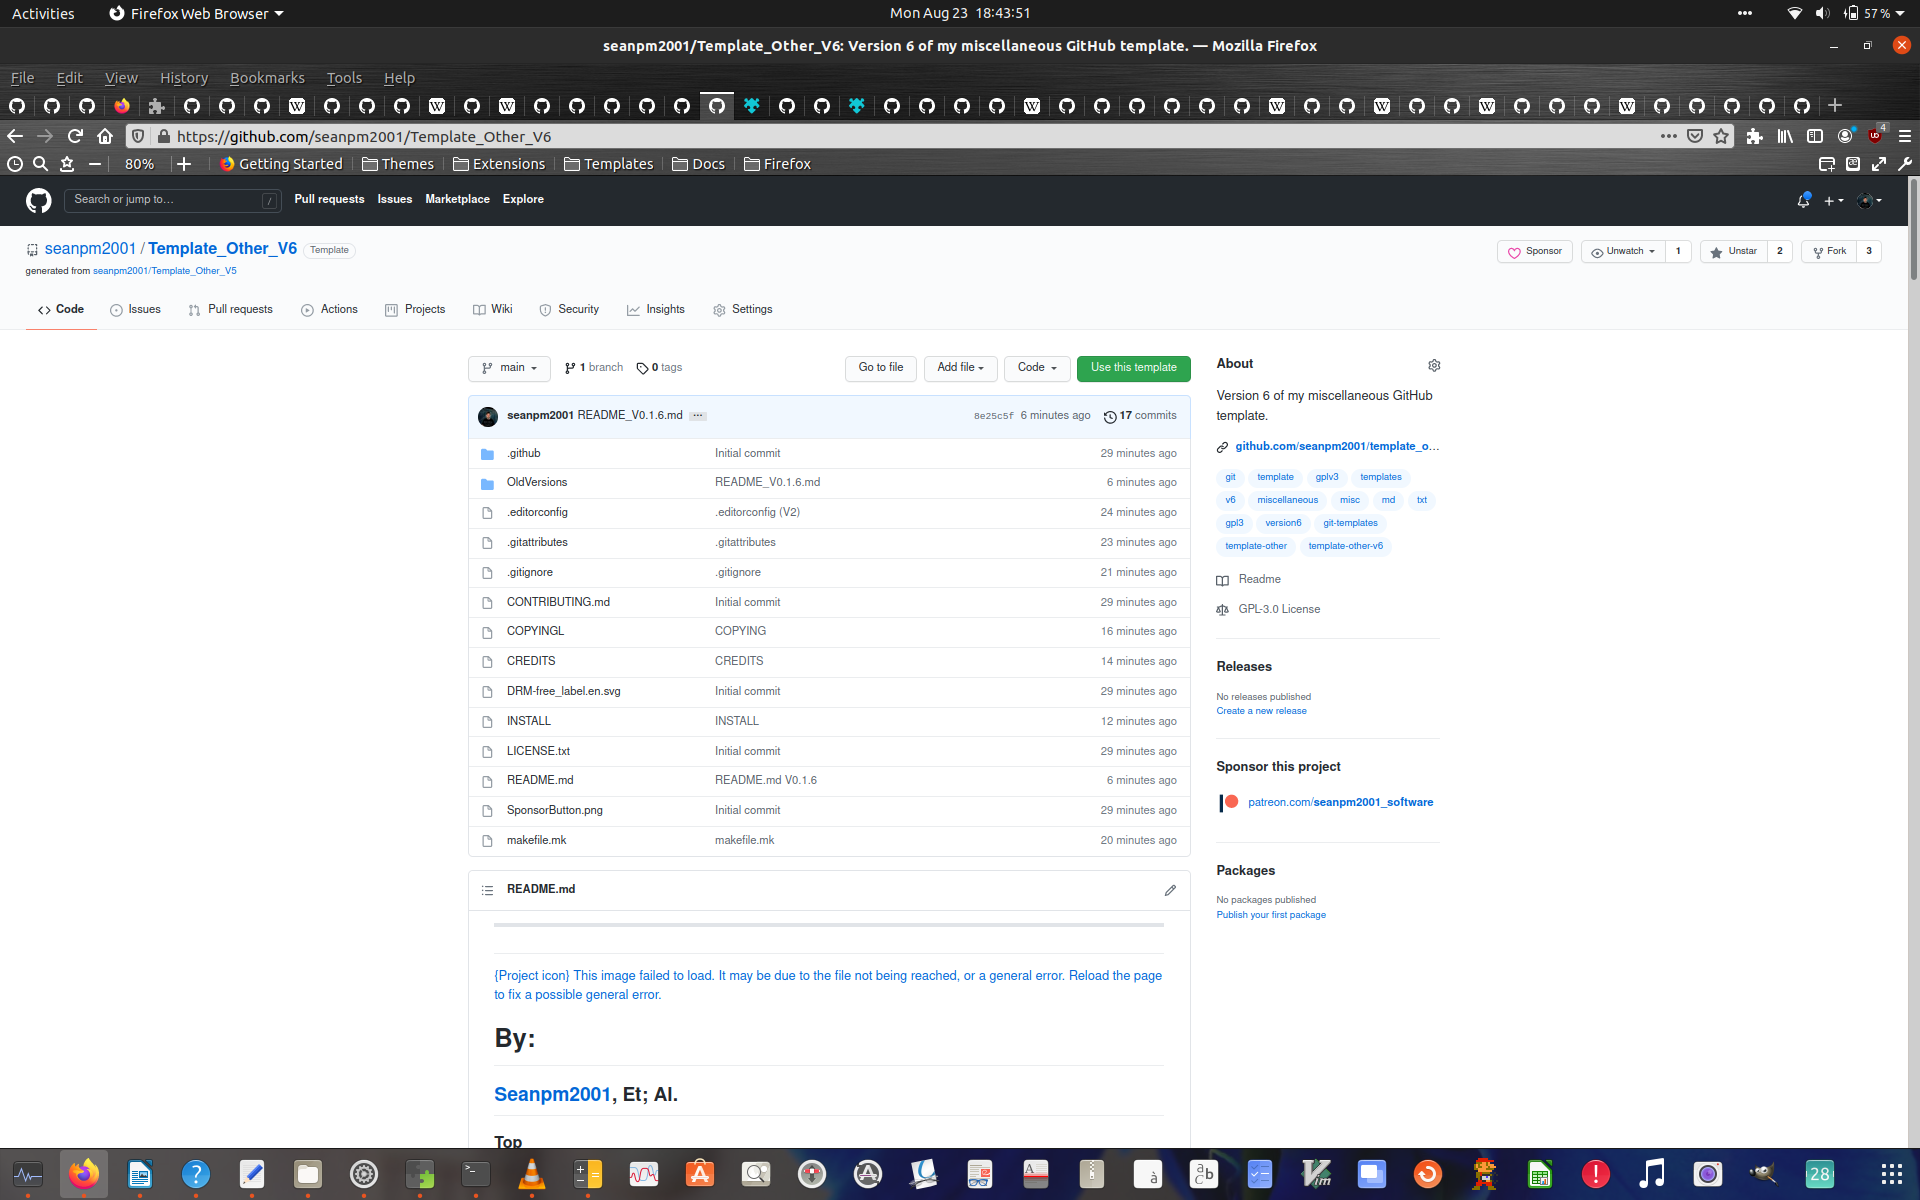 Activities
Firefox Web Browser
Mon Aug 23 18:43:51
57 %
seanpm2001/Template_Other_V6: Version 6 of my miscellaneous GitHub template. — Mozilla Firefox
File Edit View History Bookmarks Tools Help
https://github.com/seanpm2001/Template_Other_V6
4
80%
Getting Started
Themes
Extensions
Templates
Docs
Firefox
Search or jump to…
/
Pull requests
Issues
Marketplace
Explore
seanpm2001 / Template_Other_V6
Template
Sponsor
Unwatch 1
Unstar 2
Fork 3
generated from seanpm2001/Template_Other_V5
Code
Issues
Pull requests
Actions
Projects
Wiki
Security
Insights
Settings
main
1 branch
0 tags
Go to file
Add file
Code
Use this template
seanpm2001 README_V0.1.6.md ...
8e25c5f 6 minutes ago
17 commits
.github Initial commit 29 minutes ago
OldVersions README_V0.1.6.md 6 minutes ago
.editorconfig .editorconfig (V2) 24 minutes ago
.gitattributes .gitattributes 23 minutes ago
.gitignore .gitignore 21 minutes ago
CONTRIBUTING.md Initial commit 29 minutes ago
COPYINGL COPYING 16 minutes ago
CREDITS CREDITS 14 minutes ago
DRM-free_label.en.svg Initial commit 29 minutes ago
INSTALL INSTALL 12 minutes ago
LICENSE.txt Initial commit 29 minutes ago
README.md README.md V0.1.6 6 minutes ago
SponsorButton.png Initial commit 29 minutes ago
makefile.mk makefile.mk 20 minutes ago
README.md
{Project icon} This image failed to load. It may be due to the file not being reached, or a general error. Reload the page
to fix a possible general error.
By:
Seanpm2001, Et; Al.
Top
About
Version 6 of my miscellaneous GitHub
template.
github.com/seanpm2001/template_o…
git template gplv3 templates
v6 miscellaneous misc md txt
gpl3 version6 git-templates
template-other template-other-v6
Readme
GPL-3.0 License
Releases
No releases published
Create a new release
Sponsor this project
patreon.com/seanpm2001_software
Packages
No packages published
Publish your first package
28